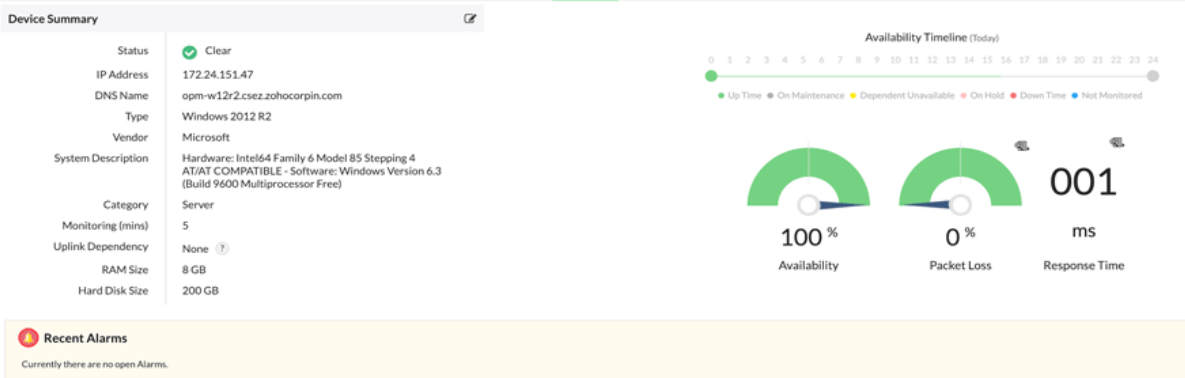 Device Summary
Status Clear
IP Address 172.24.151.47
DNS Name opm-w12r2.csez.zohocorpin.com
Type Windows 2012 R2
Vendor Microsoft
System Description Hardware: Intel64 Family 6 Model 85 Stepping 4
AT/AT COMPATIBLE - Software: Windows Version 6.3
(Build 9600 Multiprocessor Free)
Category Server
Monitoring (mins) 5
Uplink Dependency None ?
RAM Size 8 GB
Hard Disk Size 200 GB
Availability Timeline (Today)
0 1 2 3 4 5 6 7 8 9 10 11 12 13 14 15 16 17 18 19 20 21 22 23 24
Up Time On Maintenance Dependent Unavailable On Hold Down Time Not Monitored
100 %
Availability
0 %
Packet Loss
001
ms
Response Time
Recent Alarms
Currently there are no open Alarms.